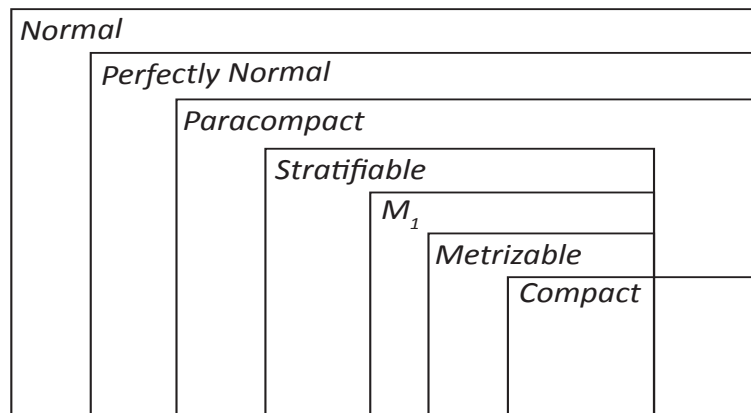 Normal
Perfectly Normal
Paracompact
Stratifiable
M₁
Metrizable
Compact